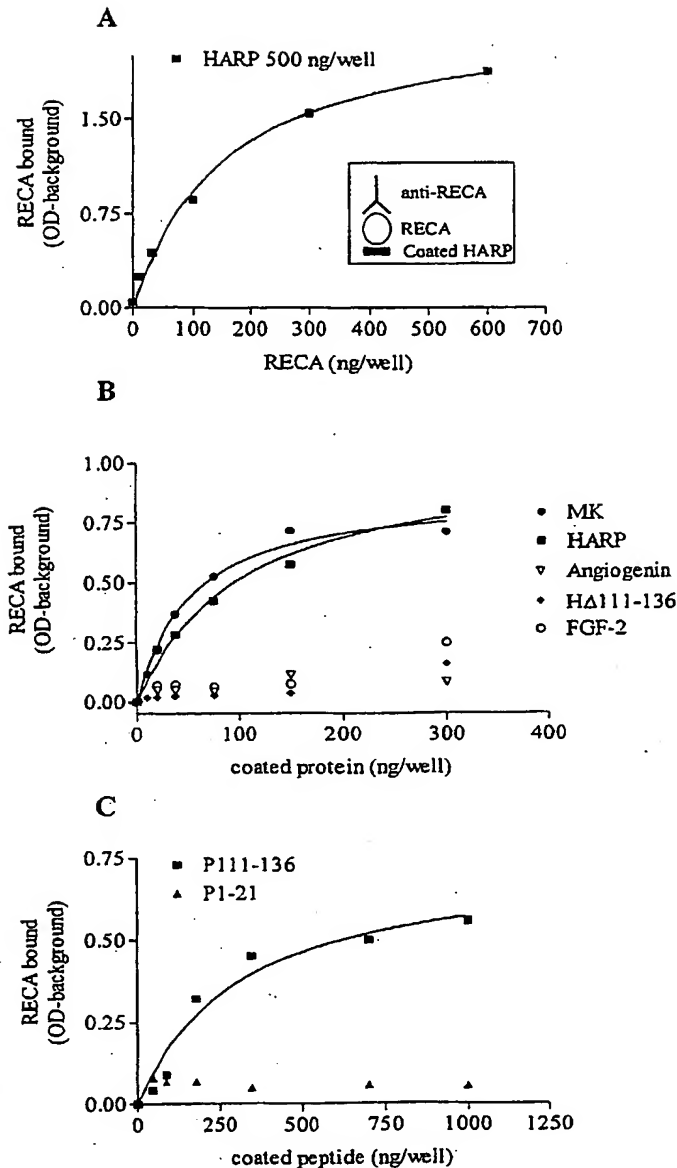 A
HARP 500 ng/well
RECA bound
(OD-background)
1.50
0.75
0.00
anti-RECA
RECA
Coated HARP
0 100 200 300 400 500 600 700
RECA (ng/well)
B
RECA bound
(OD-background)
1.00
0.75
0.50
0.25
0.00
MK
HARP
Angiogenin
HΔ111-136
FGF-2
0 100 200 300 400
coated protein (ng/well)
C
P111-136
P1-21
RECA bound
(OD-background)
0.75
0.50
0.25
0.00
0 250 500 750 1000 1250
coated peptide (ng/well)